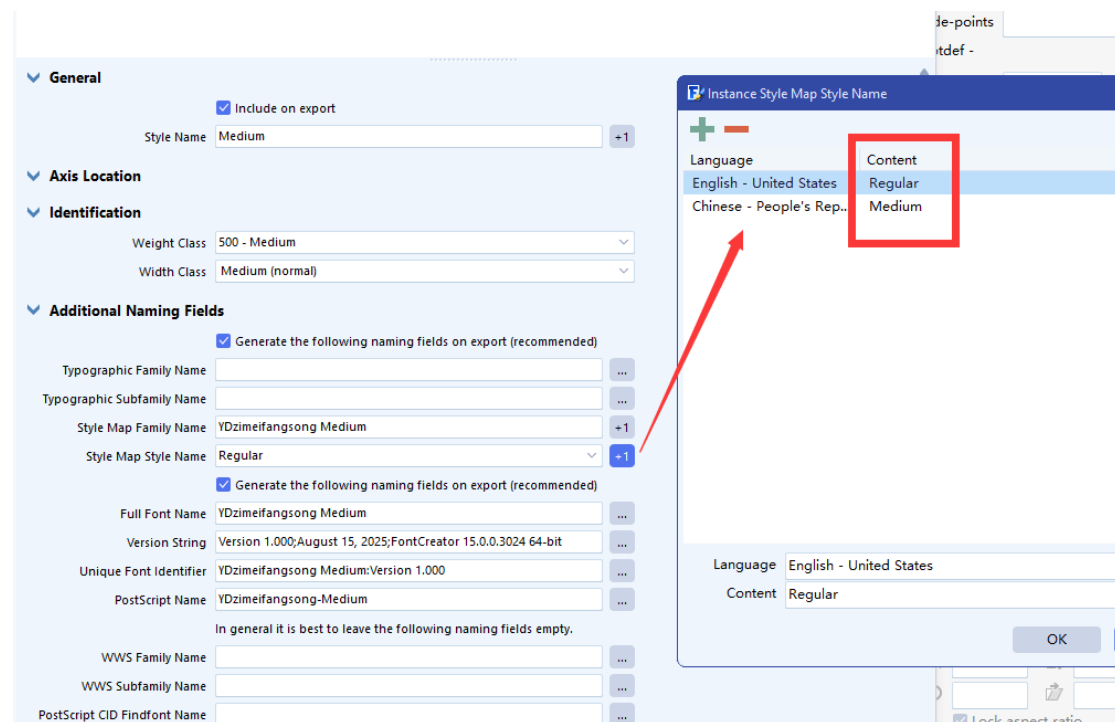 de-points
tdef -
General
Include on export
Style Name Medium +1
Axis Location
Identification
Weight Class 500 - Medium
Width Class Medium (normal)
Additional Naming Fields
Generate the following naming fields on export (recommended)
Typographic Family Name ...
Typographic Subfamily Name ...
Style Map Family Name YDzimeifangsong Medium +1
Style Map Style Name Regular +1
Generate the following naming fields on export (recommended)
Full Font Name YDzimeifangsong Medium ...
Version String Version 1.000;August 15, 2025;FontCreator 15.0.0.3024 64-bit ...
Unique Font Identifier YDzimeifangsong Medium:Version 1.000 ...
PostScript Name YDzimeifangsong-Medium ...
In general it is best to leave the following naming fields empty.
WWS Family Name ...
WWS Subfamily Name ...
PostScript CID Findfont Name ...
Instance Style Map Style Name
Language Content
English - United States Regular
Chinese - People's Rep... Medium
Language English - United States
Content Regular
OK
Lock aspect ratio